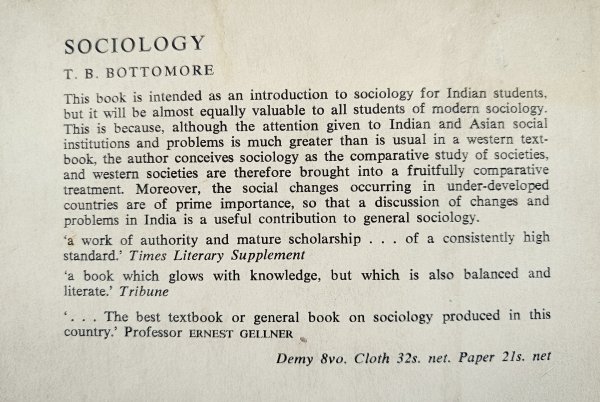 SOCIOLOGY
T. B. BOTTOMORE
This book is intended as an introduction to sociology for Indian students,
but it will be almost equally valuable to all students of modern sociology.
This is because, although the attention given to Indian and Asian social
institutions and problems is much greater than is usual in a western text-
book, the author conceives sociology as the comparative study of societies,
and western societies are therefore brought into a fruitfully comparative
treatment. Moreover, the social changes occurring in under-developed
countries are of prime importance, so that a discussion of changes and
problems in India is a useful contribution to general sociology.
‘a work of authority and mature scholarship . . . of a consistently high
standard.’ Times Literary Supplement
‘a book which glows with knowledge, but which is also balanced and
literate.’ Tribune
‘. . . The best textbook or general book on sociology produced in this
country.’ Professor ERNEST GELLNER
Demy 8vo. Cloth 32s. net. Paper 21s. net